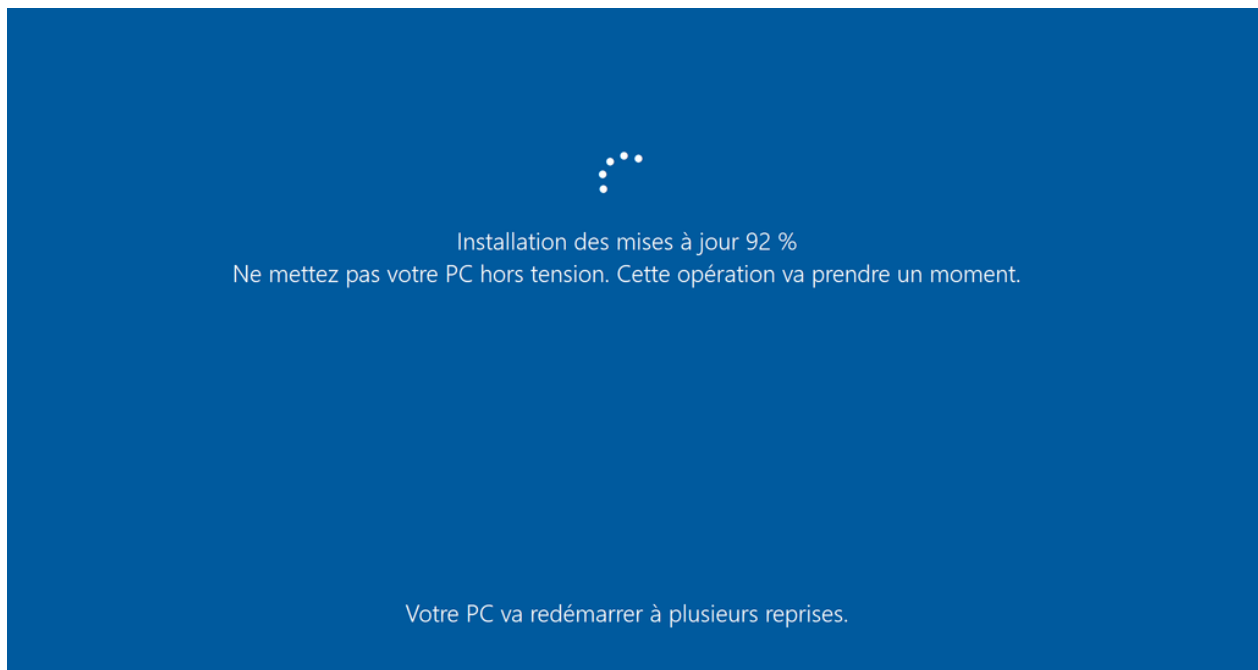 Installation des mises à jour 92 %
Ne mettez pas votre PC hors tension. Cette opération va prendre un moment.
Votre PC va redémarrer à plusieurs reprises.